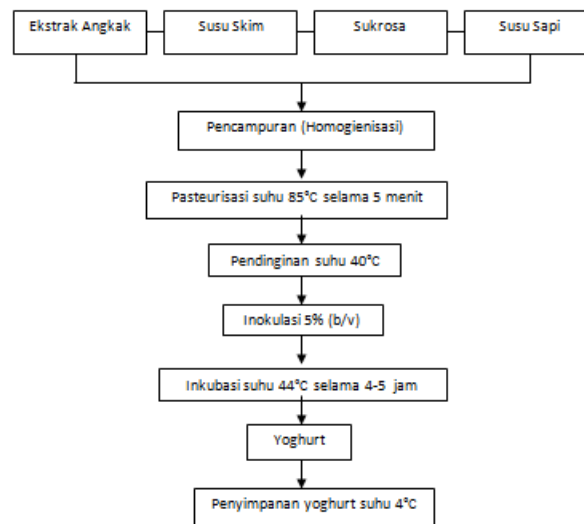 Ekstrak Angkak
Susu Skim
Sukrosa
Susu Sapi
Pencampuran (Homogienisasi)
Pasteurisasi suhu 85°C selama 5 menit
Pendinginan suhu 40°C
Inokulasi 5% (b/v)
Inkubasi suhu 44°C selama 4-5 jam
Yoghurt
Penyimpanan yoghurt suhu 4°C